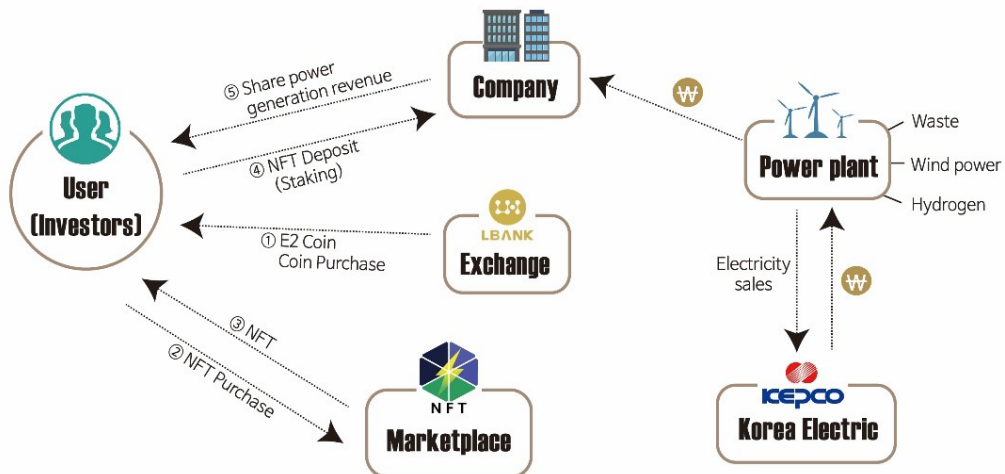 ⑤ Share power
generation revenue
Company
₩
Waste
Wind power
Hydrogen
Power plant
User
(Investors)
④ NFT Deposit
(Staking)
LBANK
Exchange
① E2 Coin
Coin Purchase
Electricity
sales
₩
③ NFT
② NFT Purchase
NFT
Marketplace
KEPCO
Korea Electric